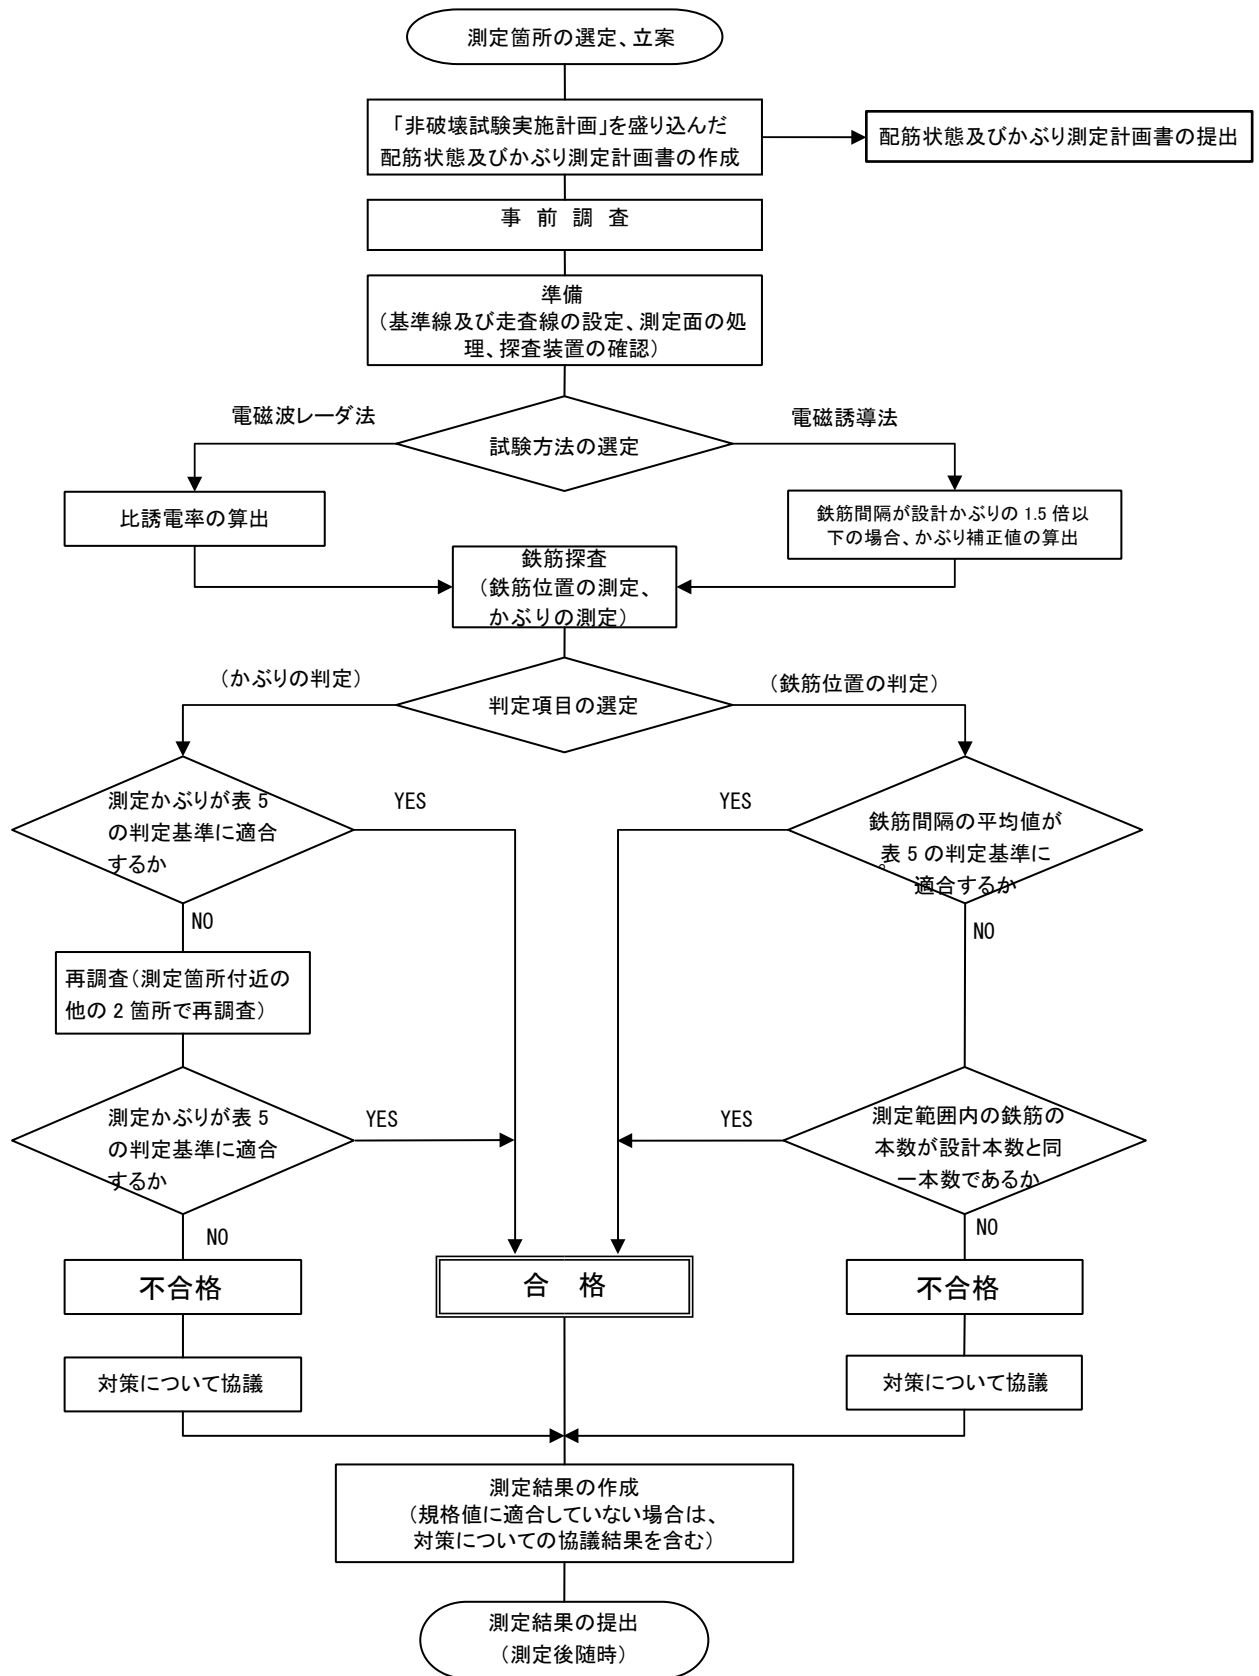 測定箇所の選定、立案
「非破壊試験実施計画」を盛り込んだ
配筋状態及びかぶり測定計画書の作成
配筋状態及びかぶり測定計画書の提出
事 前 調 査
準備
（基準線及び走査線の設定、測定面の処
理、探査装置の確認）
電磁波レーダ法
電磁誘導法
試験方法の選定
比誘電率の算出
鉄筋間隔が設計かぶりの 1.5 倍以
下の場合、かぶり補正値の算出
鉄筋探査
（鉄筋位置の測定、
かぶりの測定）
（かぶりの判定）
（鉄筋位置の判定）
判定項目の選定
測定かぶりが表 5
の判定基準に適合
するか
YES
YES
鉄筋間隔の平均値が
表 5 の判定基準に
適合するか
。
NO
NO
再調査（測定箇所付近の
他の 2 箇所で再調査）
測定かぶりが表 5
の判定基準に適合
するか
YES
YES
測定範囲内の鉄筋の
本数が設計本数と同
一本数であるか
NO
NO
不合格
合 格
不合格
対策について協議
対策について協議
測定結果の作成
（規格値に適合していない場合は、
対策についての協議結果を含む）
測定結果の提出
（測定後随時）